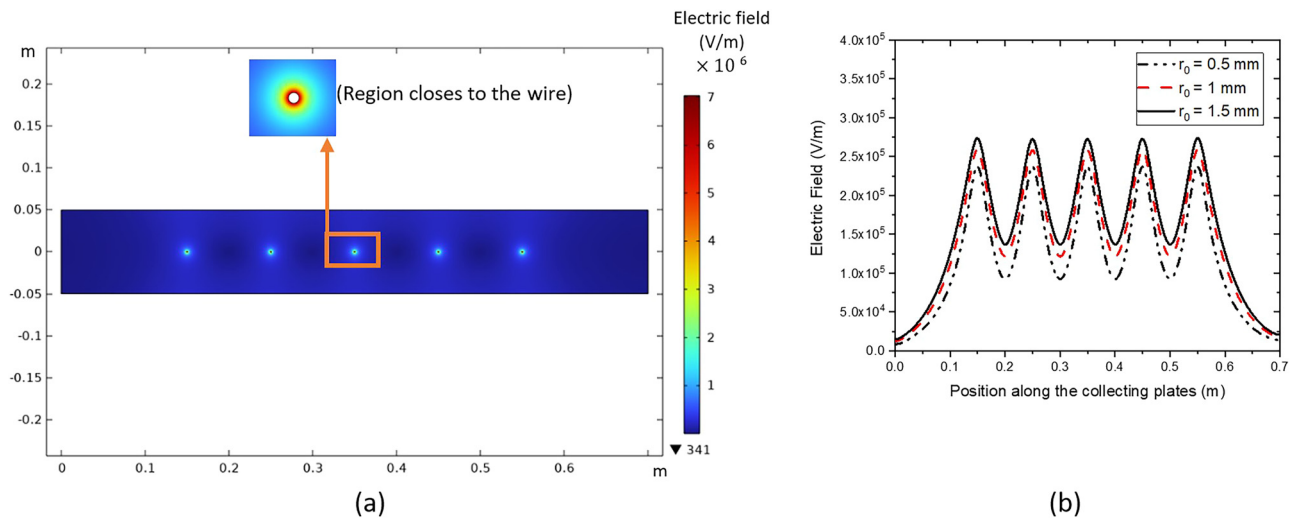 Electric field
(V/m)
× 10 6
m
0.2
0.15
0.1
0.05
0
-0.05
-0.1
-0.15
-0.2
0
0.1
0.2
0.3
0.4
0.5
0.6
m
(Region closes to the wire)
7
6
5
4
3
2
1
▼ 341
(a)
(b)
4.0x10⁵
3.5x10⁵
3.0x10⁵
2.5x10⁵
2.0x10⁵
1.5x10⁵
1.0x10⁵
5.0x10⁴
0.0
Electric Field (V/m)
r₀ = 0.5 mm
r₀ = 1 mm
r₀ = 1.5 mm
0.0
0.1
0.2
0.3
0.4
0.5
0.6
0.7
Position along the collecting plates (m)